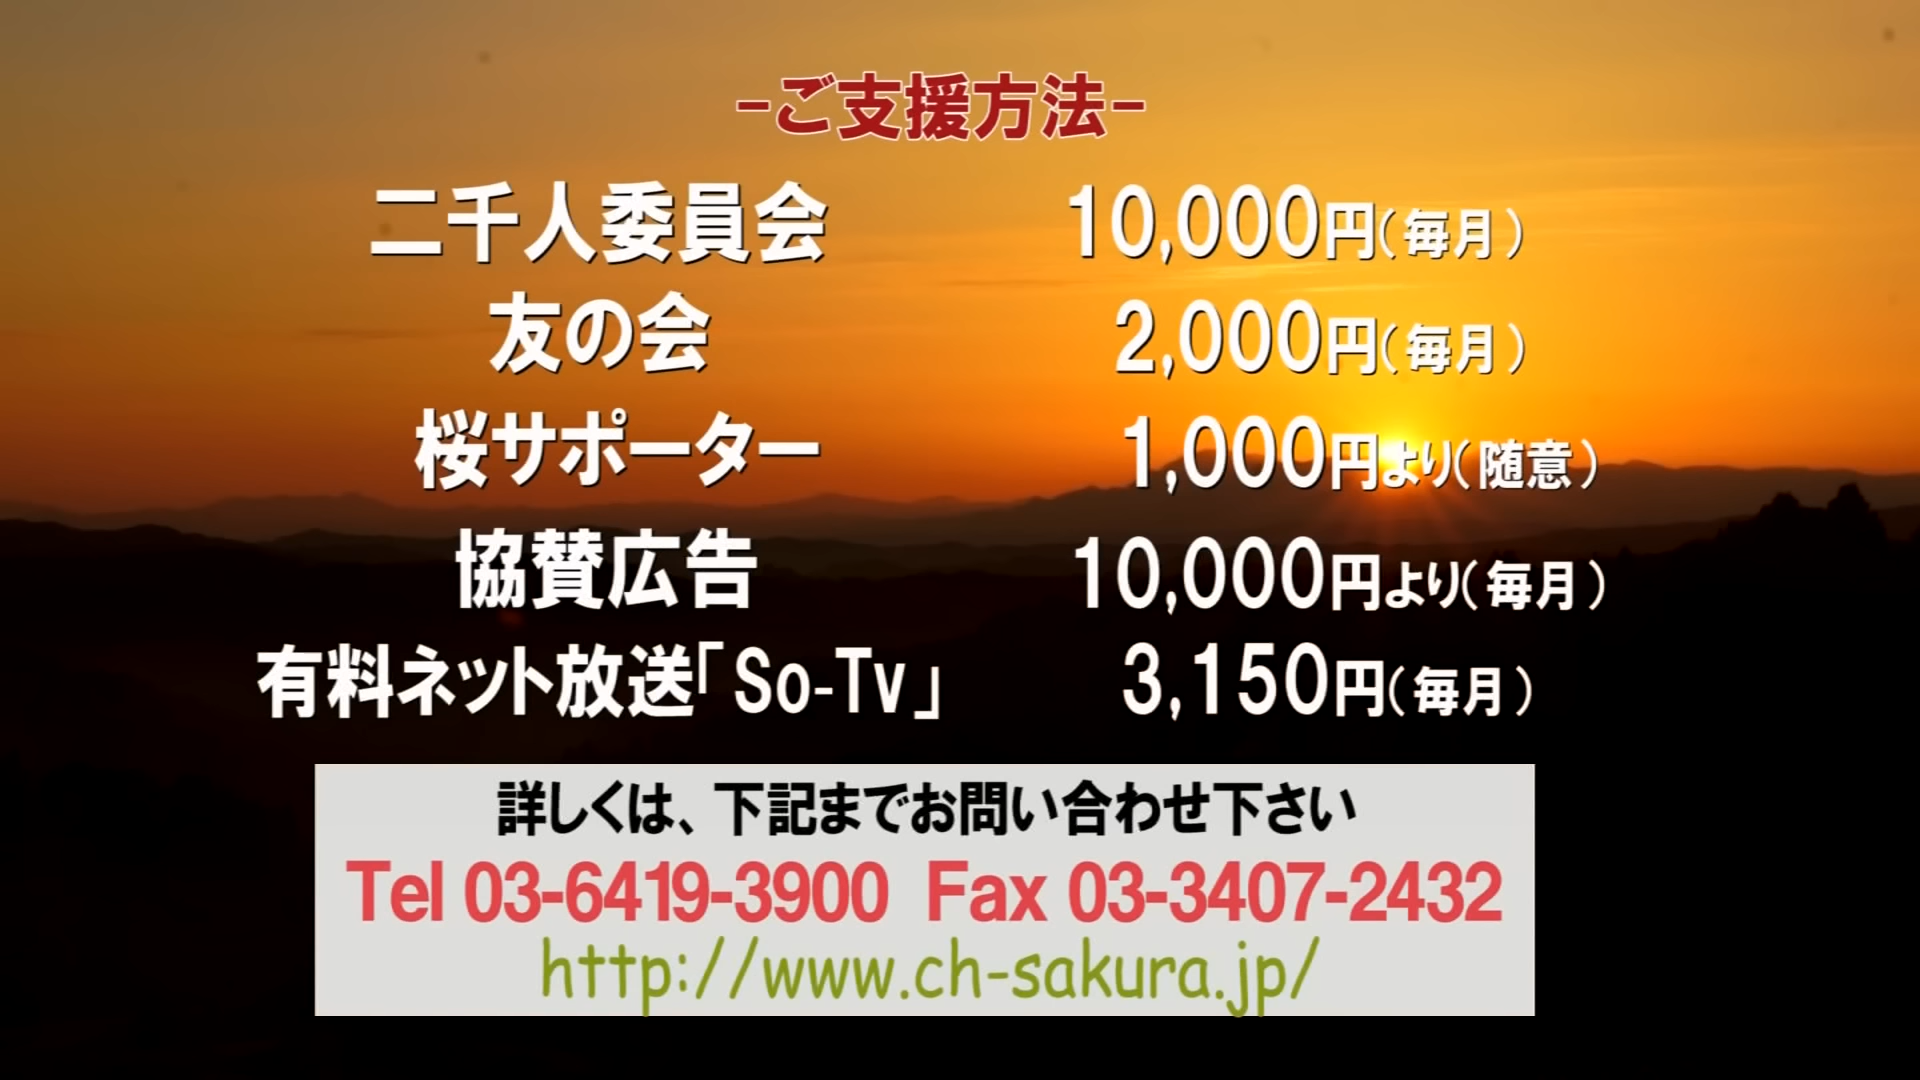 -ご支援方法-
二千人委員会 10,000円(毎月)
友の会 2,000円(毎月)
桜サポーター 1,000円より(随意)
協賛広告 10,000円より(毎月)
有料ネット放送「So-Tv」 3,150円(毎月)
詳しくは、下記までお問い合わせ下さい
Tel 03-6419-3900 Fax 03-3407-2432
http://www.ch-sakura.jp/